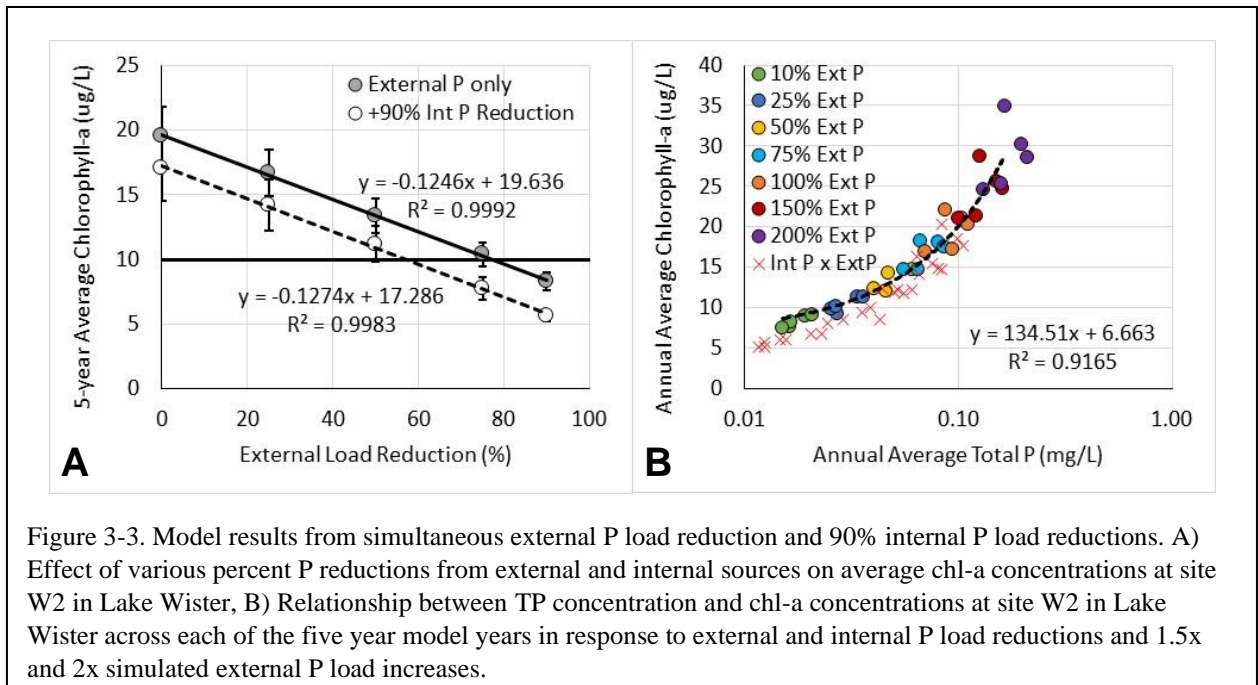 25
20
15
10
5
0
0
20
40
60
80
100
5-year Average Chlorophyll-a (ug/L)
External Load Reduction (%)
External P only
+90% Int P Reduction
y = -0.1246x + 19.636
R² = 0.9992
y = -0.1274x + 17.286
R² = 0.9983
A
40
35
30
25
20
15
10
5
0
0.01
0.10
1.00
Annual Average Chlorophyll-a (ug/L)
Annual Average Total P (mg/L)
10% Ext P
25% Ext P
50% Ext P
75% Ext P
100% Ext P
150% Ext P
200% Ext P
Int P x ExtP
y = 134.51x + 6.663
R² = 0.9165
B
Figure 3-3. Model results from simultaneous external P load reduction and 90% internal P load reductions. A)
Effect of various percent P reductions from external and internal sources on average chl-a concentrations at site
W2 in Lake Wister, B) Relationship between TP concentration and chl-a concentrations at site W2 in Lake
Wister across each of the five year model years in response to external and internal P load reductions and 1.5x
and 2x simulated external P load increases.